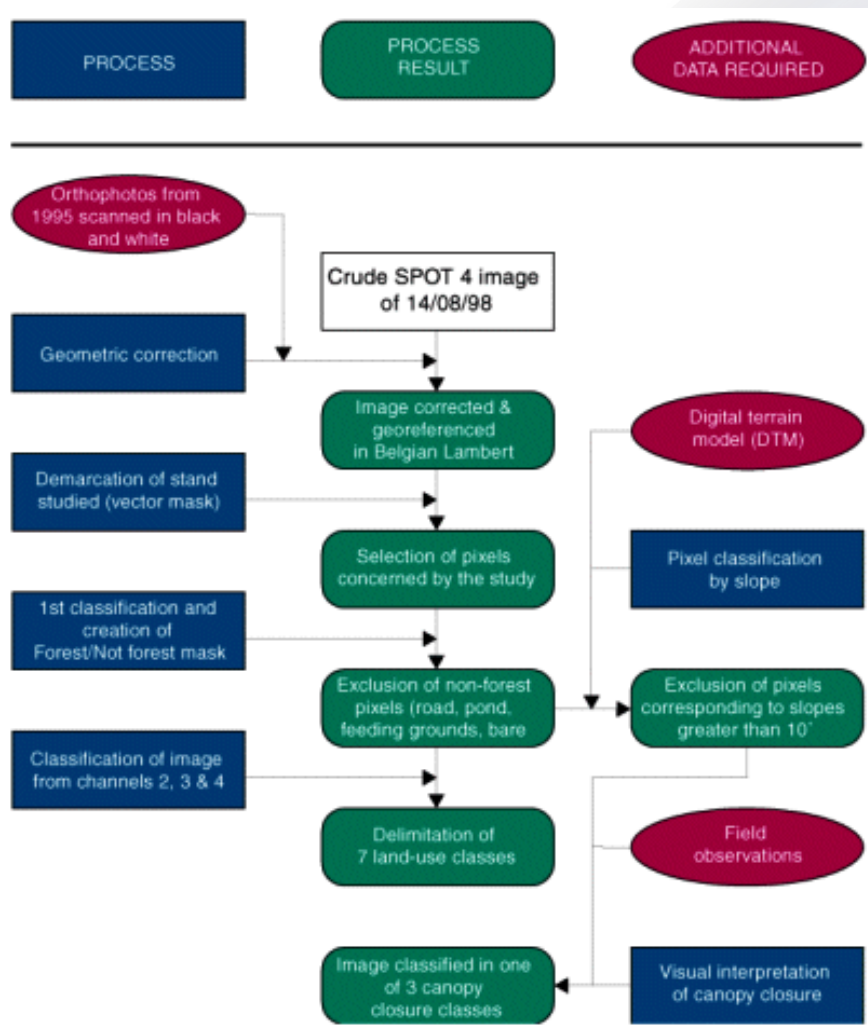 PROCESS
PROCESS
RESULT
ADDITIONAL
DATA REQUIRED
Orthophotos from
1995 scanned in black
and white
Crude SPOT 4 image
of 14/08/98
Geometric correction
Image corrected &
georeferenced
in Belgian Lambert
Digital terrain
model (DTM)
Demarcation of stand
studied (vector mask)
Selection of pixels
concerned by the study
Pixel classification
by slope
1st classification and
creation of
Forest/Not forest mask
Exclusion of non-forest
pixels (road, pond,
feeding grounds, bare
Exclusion of pixels
corresponding to slopes
greater than 10˚
Classification of image
from channels 2, 3 & 4
Delimitation of
7 land-use classes
Field
observations
Image classified in one
of 3 canopy
closure classes
Visual interpretation
of canopy closure